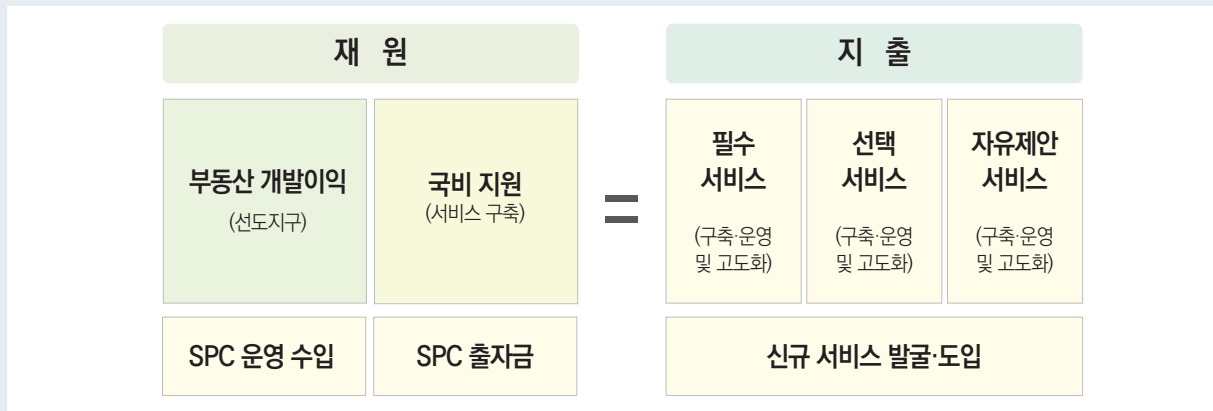 재 원
부동산 개발이익
(선도지구)
국비 지원
(서비스 구축)
SPC 운영 수입
SPC 출자금
=
지 출
필수
서비스
(구축·운영
및 고도화)
선택
서비스
(구축·운영
및 고도화)
자유제안
서비스
(구축·운영
및 고도화)
신규 서비스 발굴·도입